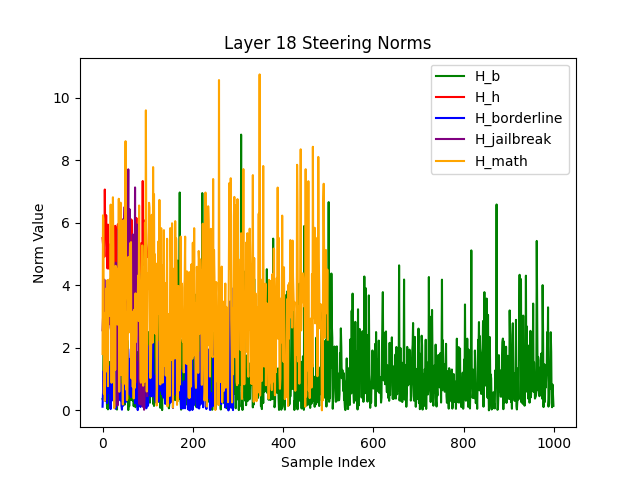 Layer 18 Steering Norms
H_b
H_h
H_borderline
H_jailbreak
H_math
Norm Value
10
8
6
4
2
0
0 200 400 600 800 1000
Sample Index